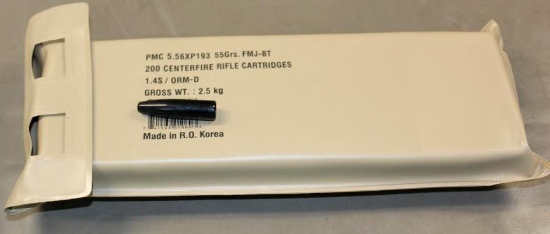 PMC 5.56XP193 55Grs. FMJ-BT
200 CENTERFIRE RIFLE CARTRIDGES
1.4S / ORM-D
GROSS WT. : 2.5 kg
Made in R.O. Korea